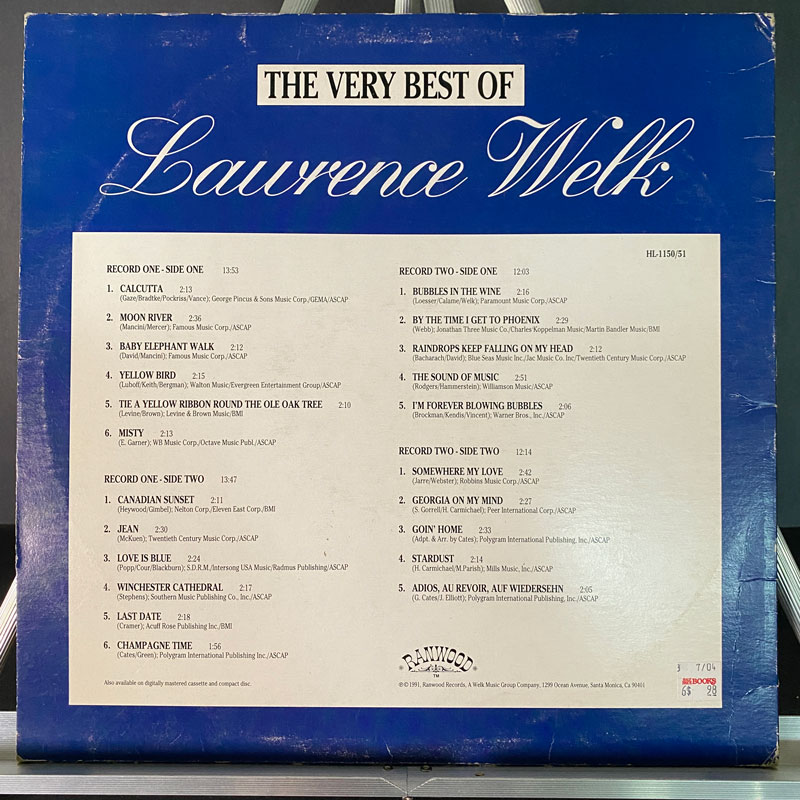 THE VERY BEST OF
Lawrence Welk
HL-1150/51
RECORD ONE - SIDE ONE 13:53
1. CALCUTTA 2:13
(Gaze/Bradtke/Pockriss/Vance); George Pincus & Sons Music Corp./GEMA/ASCAP
2. MOON RIVER 2:36
(Mancini/Mercer); Famous Music Corp./ASCAP
3. BABY ELEPHANT WALK 2:12
(David/Mancini); Famous Music Corp./ASCAP
4. YELLOW BIRD 2:15
(Luboff/Keith/Bergman); Walton Music/Evergreen Entertainment Group/ASCAP
5. TIE A YELLOW RIBBON ROUND THE OLE OAK TREE 2:10
(Levine/Brown); Levine & Brown Music/BMI
6. MISTY 2:13
(E. Garner); WB Music Corp./Octave Music Publ./ASCAP
RECORD ONE - SIDE TWO 13:47
1. CANADIAN SUNSET 2:11
(Heywood/Gimbel); Nelton Corp./Eleven East Corp./BMI
2. JEAN 2:30
(McKuen); Twentieth Century Music Corp./ASCAP
3. LOVE IS BLUE 2:24
(Popp/Cour/Blackburn); S.D.R.M./Intersong USA Music/Radmus Publishing/ASCAP
4. WINCHESTER CATHEDRAL 2:17
(Stephens); Southern Music Publishing Co., Inc./ASCAP
5. LAST DATE 2:18
(Cramer); Acuff Rose Publishing Inc./BMI
6. CHAMPAGNE TIME 1:56
(Cates/Green); Polygram International Publishing Inc./ASCAP
Also available on digitally mastered cassette and compact disc.
RECORD TWO - SIDE ONE 12:03
1. BUBBLES IN THE WINE 2:16
(Loesser/Calame/Welk); Paramount Music Corp./ASCAP
2. BY THE TIME I GET TO PHOENIX 2:29
(Webb); Jonathan Three Music Co./Charles/Koppelman Music/Martin Bandler Music/BMI
3. RAINDROPS KEEP FALLING ON MY HEAD 2:12
(Bacharach/David); Blue Seas Music Inc./Jac Music Co. Inc/Twentieth Century Music Corp./ASCAP
4. THE SOUND OF MUSIC 2:51
(Rodgers/Hammerstein); Williamson Music/ASCAP
5. I'M FOREVER BLOWING BUBBLES 2:06
(Brockman/Kendis/Vincent); Warner Bros., Inc./ASCAP
RECORD TWO - SIDE TWO 12:14
1. SOMEWHERE MY LOVE 2:42
(Jarre/Webster); Robbins Music Corp./ASCAP
2. GEORGIA ON MY MIND 2:27
(S. Gorrell/H. Carmichael); Peer International Corp./ASCAP
3. GOIN' HOME 2:33
(Adpt. & Arr. by Cates); Polygram International Publishing, Inc./ASCAP
4. STARDUST 2:14
(H. Carmichael/M.Parish); Mills Music, Inc./ASCAP
5. ADIOS, AU REVOIR, AUF WIEDERSEHN 2:05
(G. Cates/J. Elliott); Polygram International Publishing, Inc./ASCAP
RANWOOD
TM
℗©1991, Ranwood Records, A Welk Music Group Company, 1299 Ocean Avenue, Santa Monica, Ca 90401
7/04
BOOKS
6$ 28